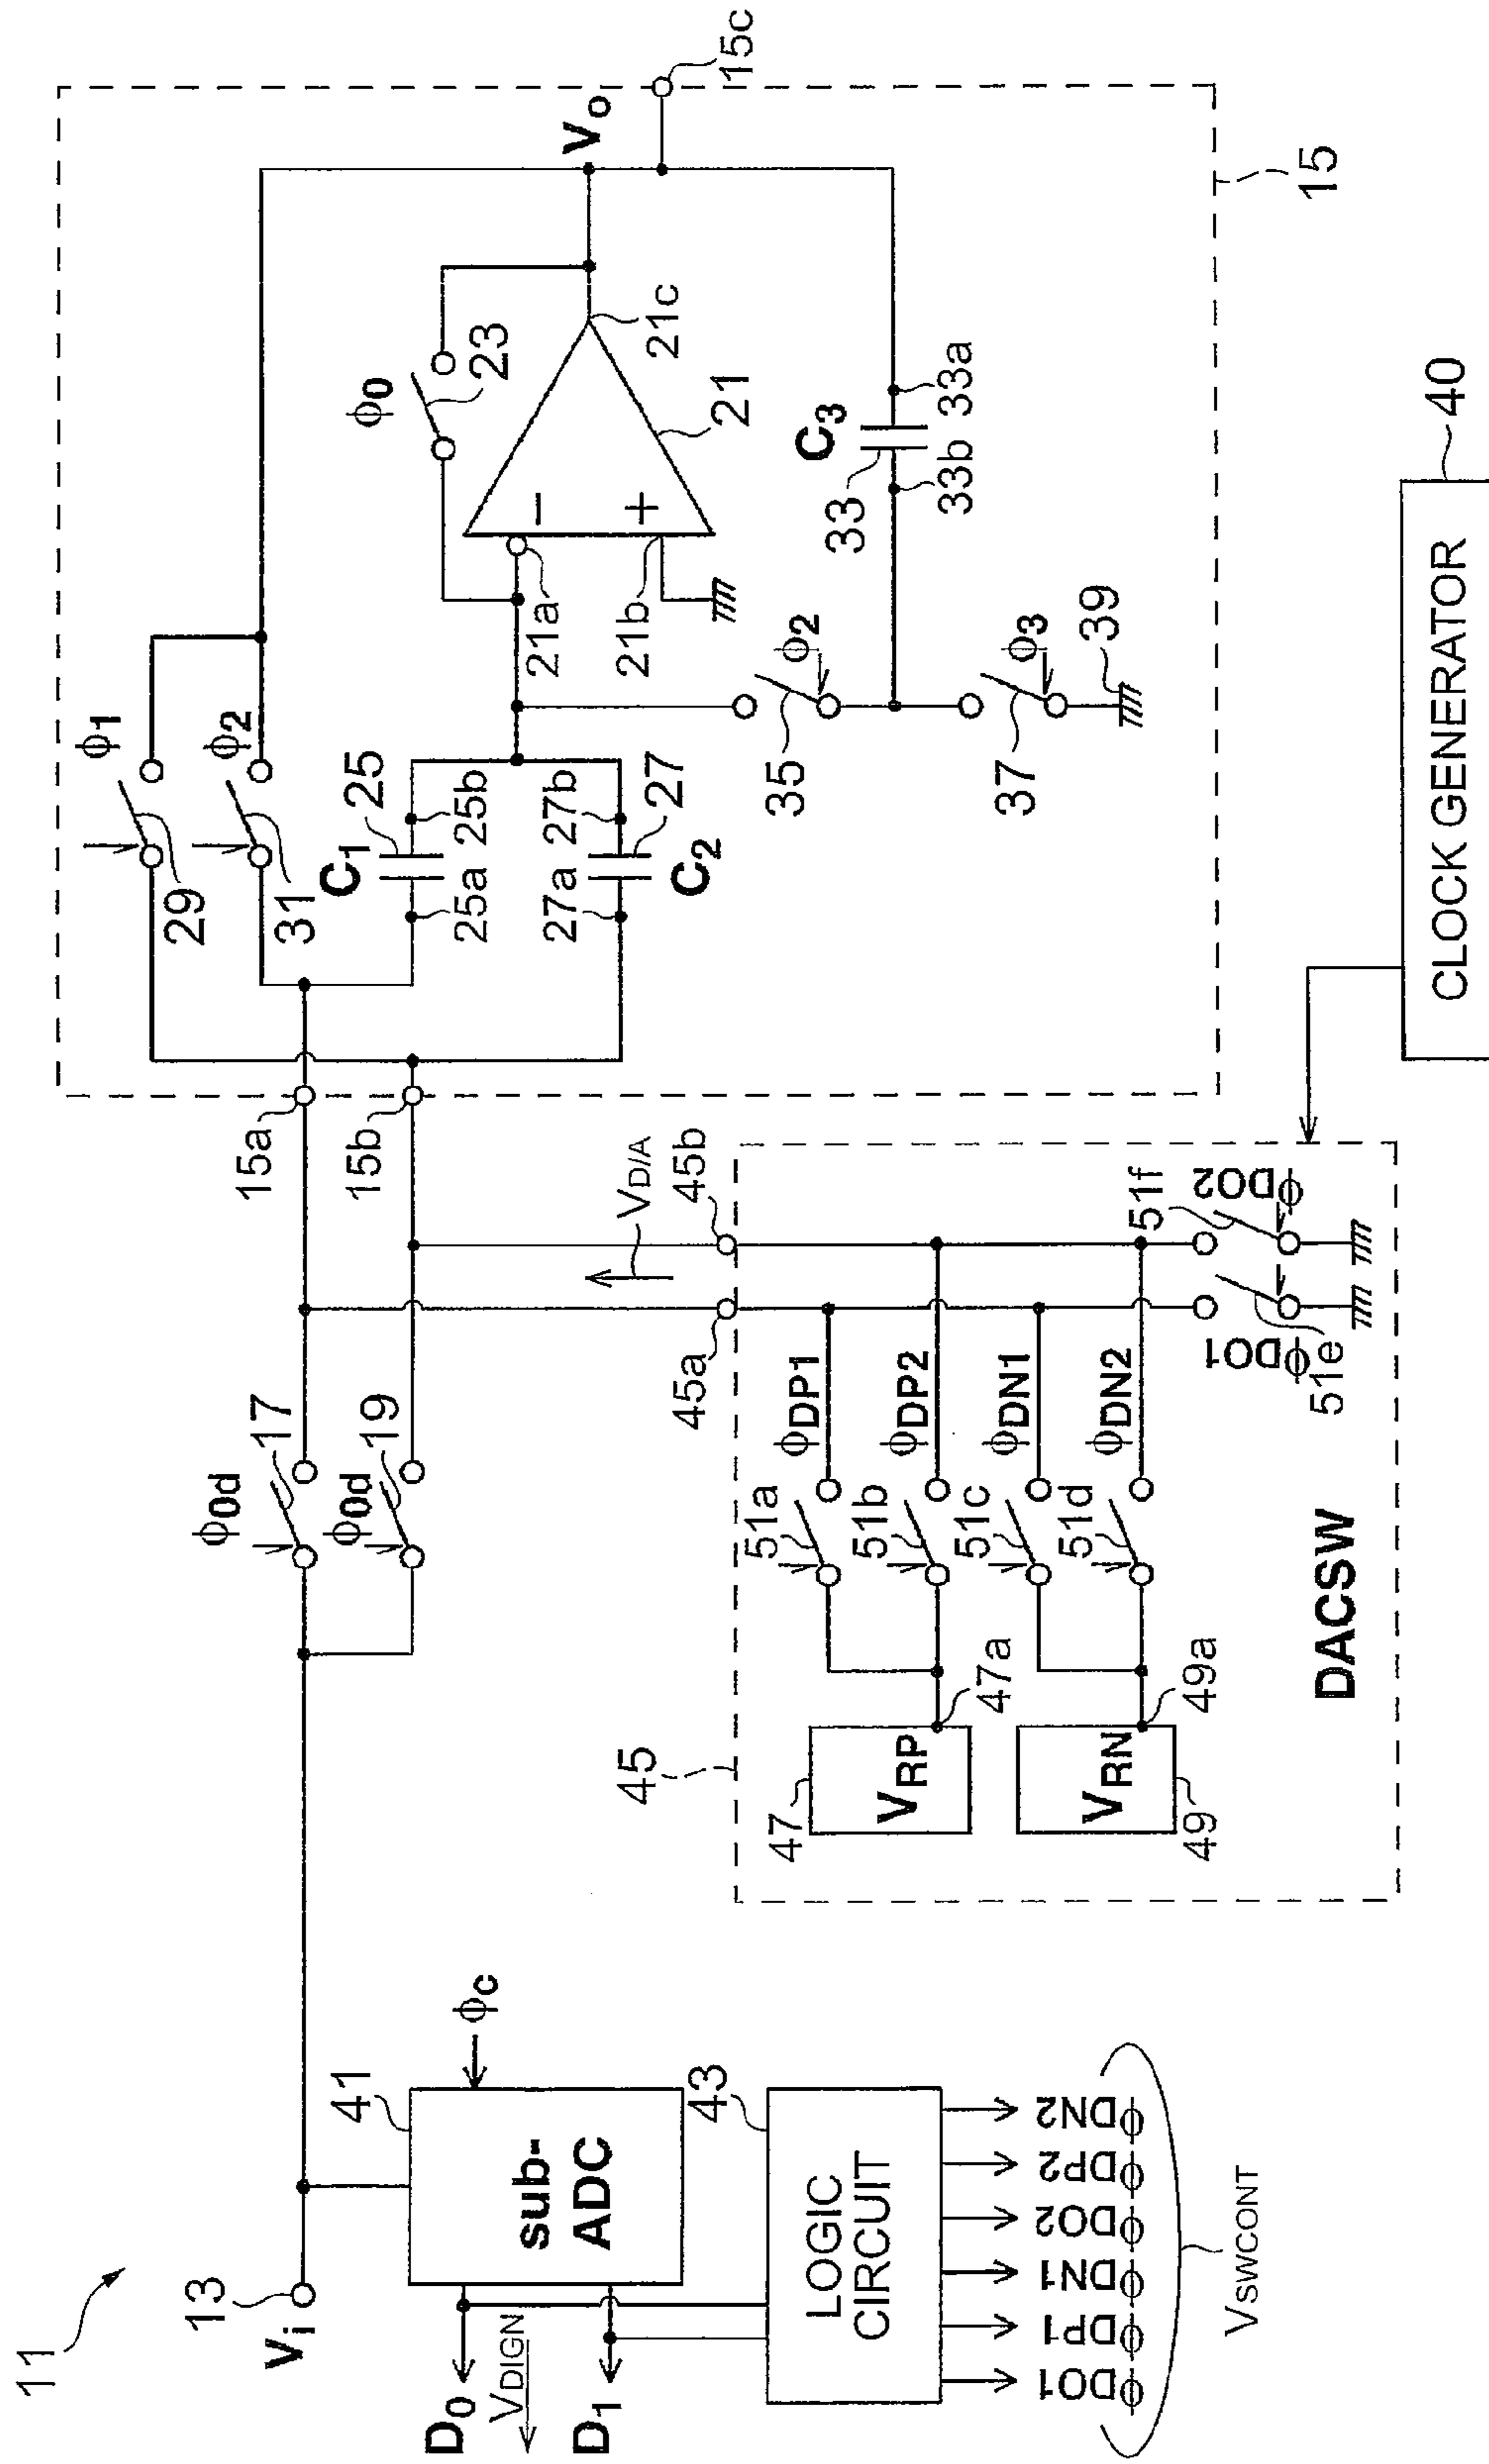 11
13
Vi
41
sub-
ADC
ϕC
D0
VDIGN
D1
43
LOGIC
CIRCUIT
ϕDO1
ϕDP1
ϕDN1
ϕDO2
ϕDP2
ϕDN2
VSWCONT
ϕ0d
17
ϕ0d
19
15a
15b
VD/A
45a
45b
45
47
VRP
47a
49
VRN
49a
51a
ϕDP1
51b
ϕDP2
51c
ϕDN1
51d
ϕDN2
ϕDO1
51e
51f
ϕDO2
DACSW
ϕ1
29
ϕ2
31
C1
25
25a
25b
27a
27b
27
C2
ϕ0
23
−
+
21a
21b
21
21c
Vo
15c
35
ϕ2
37
ϕ3
39
C3
33
33b
33a
15
40
CLOCK GENERATOR